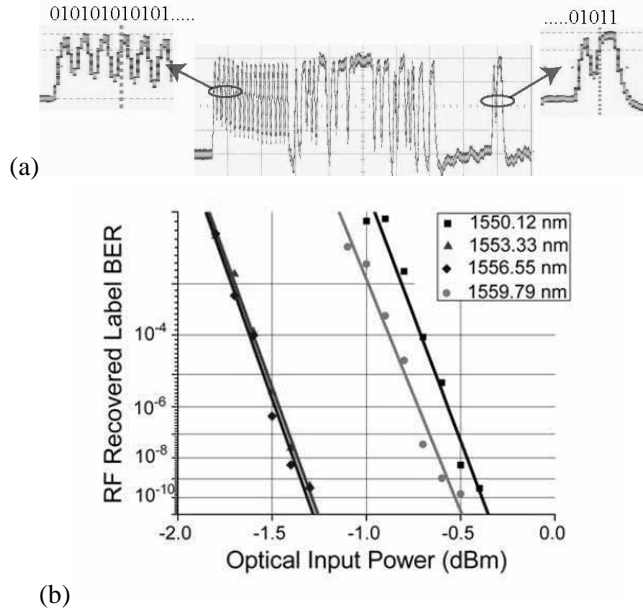 010101010101.....
.....01011
(a)
1550.12 nm
1553.33 nm
1556.55 nm
1559.79 nm
RF Recovered Label BER
10-4
10-6
10-8
10-10
-2.0 -1.5 -1.0 -0.5 0.0
Optical Input Power (dBm)
(b)